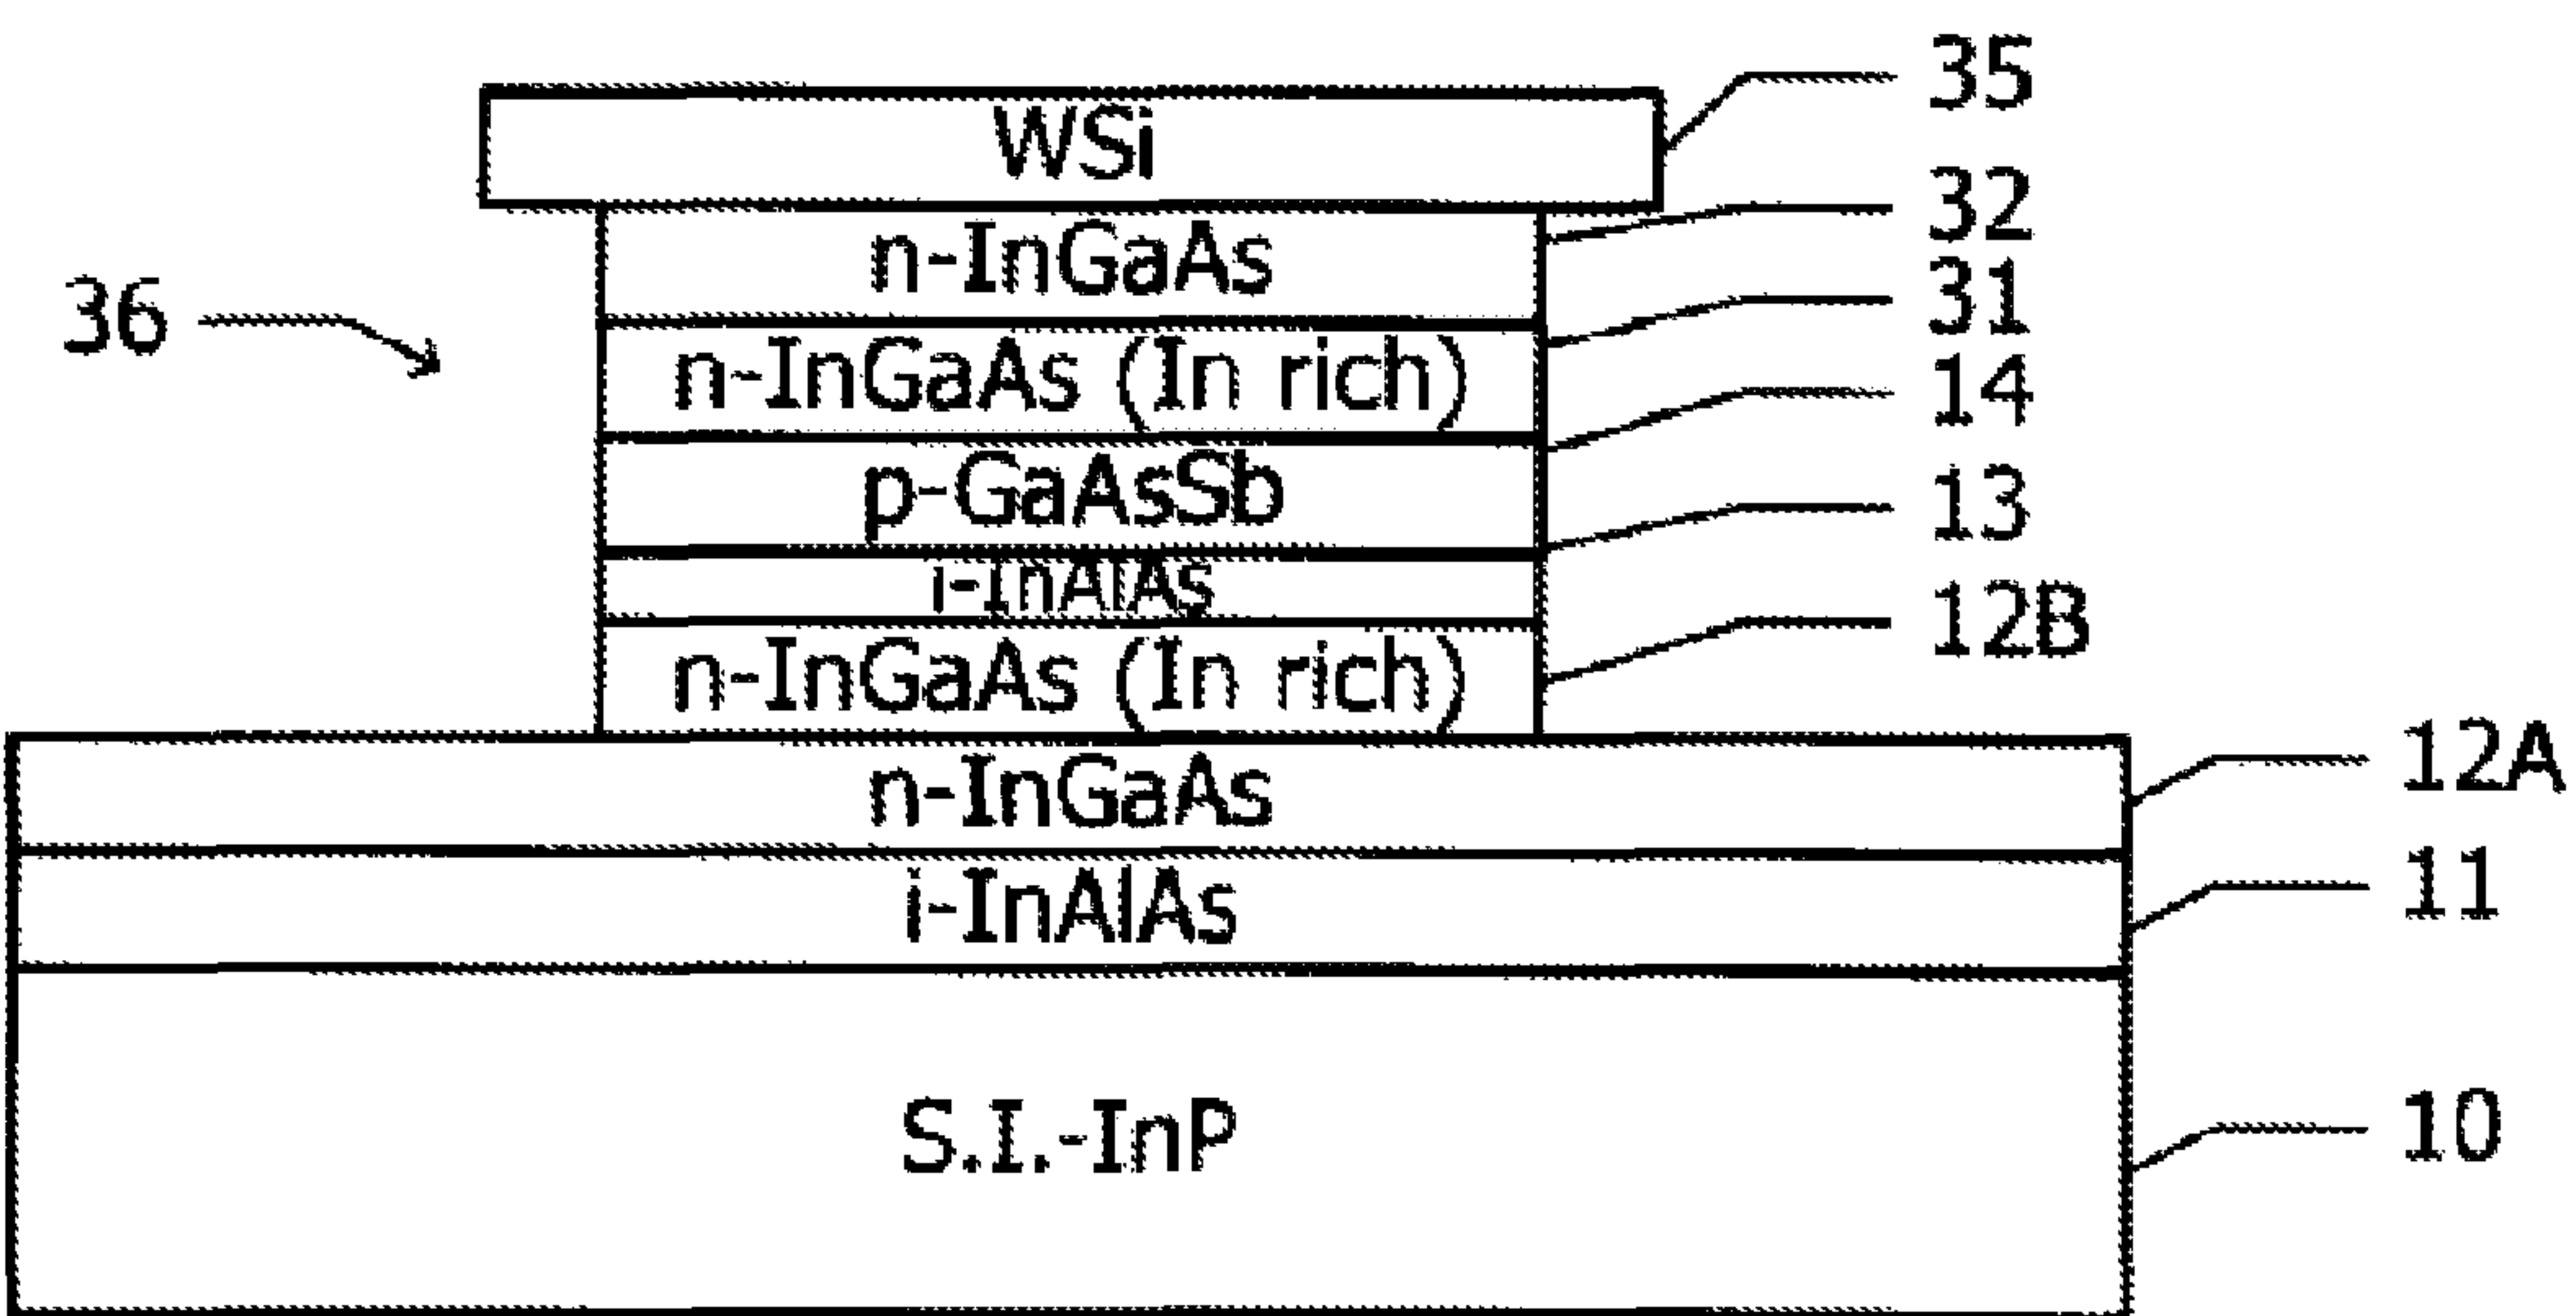 WSi
35
n-InGaAs
32
36
n-InGaAs (In rich)
31
p-GaAsSb
14
i-InAlAs
13
n-InGaAs (In rich)
12B
n-InGaAs
12A
i-InAlAs
11
S.I.-InP
10